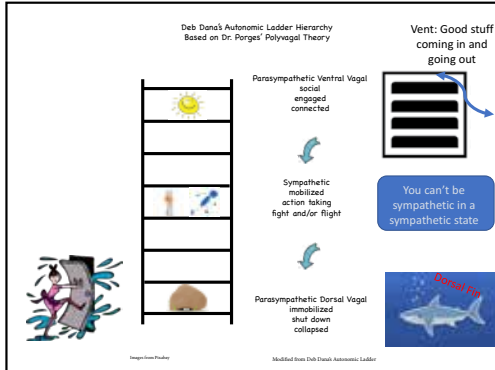 Deb Dana's Autonomic Ladder Hierarchy
Based on Dr. Porges' Polyvagal Theory
Vent: Good stuff
coming in and
going out
Parasympathetic Ventral Vagal
social
engaged
connected
Sympathetic
mobilized
action taking
fight and/or flight
You can't be
sympathetic in a
sympathetic state
Parasympathetic Dorsal Vagal
immobilized
shut down
collapsed
Dorsal Fin
Images from Pixabay
Modified from Deb Dana's Autonomic Ladder